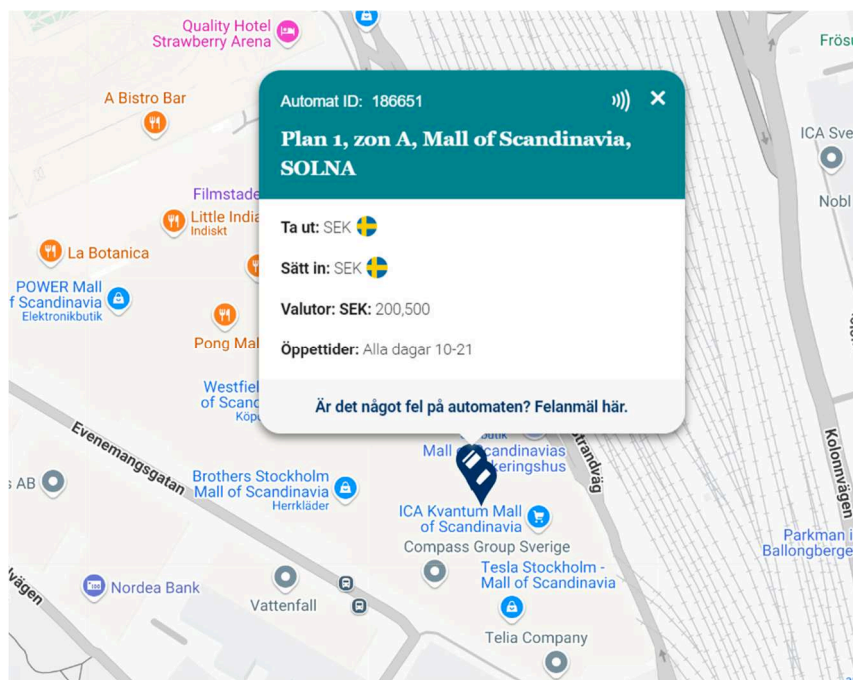 Quality Hotel
Strawberry Arena
A Bistro Bar
Filmstade
Little India
Indiskt
La Botanica
POWER Mall
f Scandinavia
Elektronikbutik
Pong Mal
Westfiel
of Scand
Köp
Automat ID: 186651
Plan 1, zon A, Mall of Scandinavia,
SOLNA
Ta ut: SEK
Sätt in: SEK
Valutor: SEK: 200,500
Öppettider: Alla dagar 10-21
Är det något fel på automaten? Felanmäl här.
Frösu
ICA Sve
Nobl
Evenemangsgatan
Mall of Scandinavias
keringshus
trandväg
Kolonnvägen
s AB
Brothers Stockholm
Mall of Scandinavia
Herrkläder
ICA Kvantum Mall
of Scandinavia
Compass Group Sverige
Tesla Stockholm -
Mall of Scandinavia
Parkman i
Ballongberge
Nordea Bank
Vattenfall
Telia Company
vägen